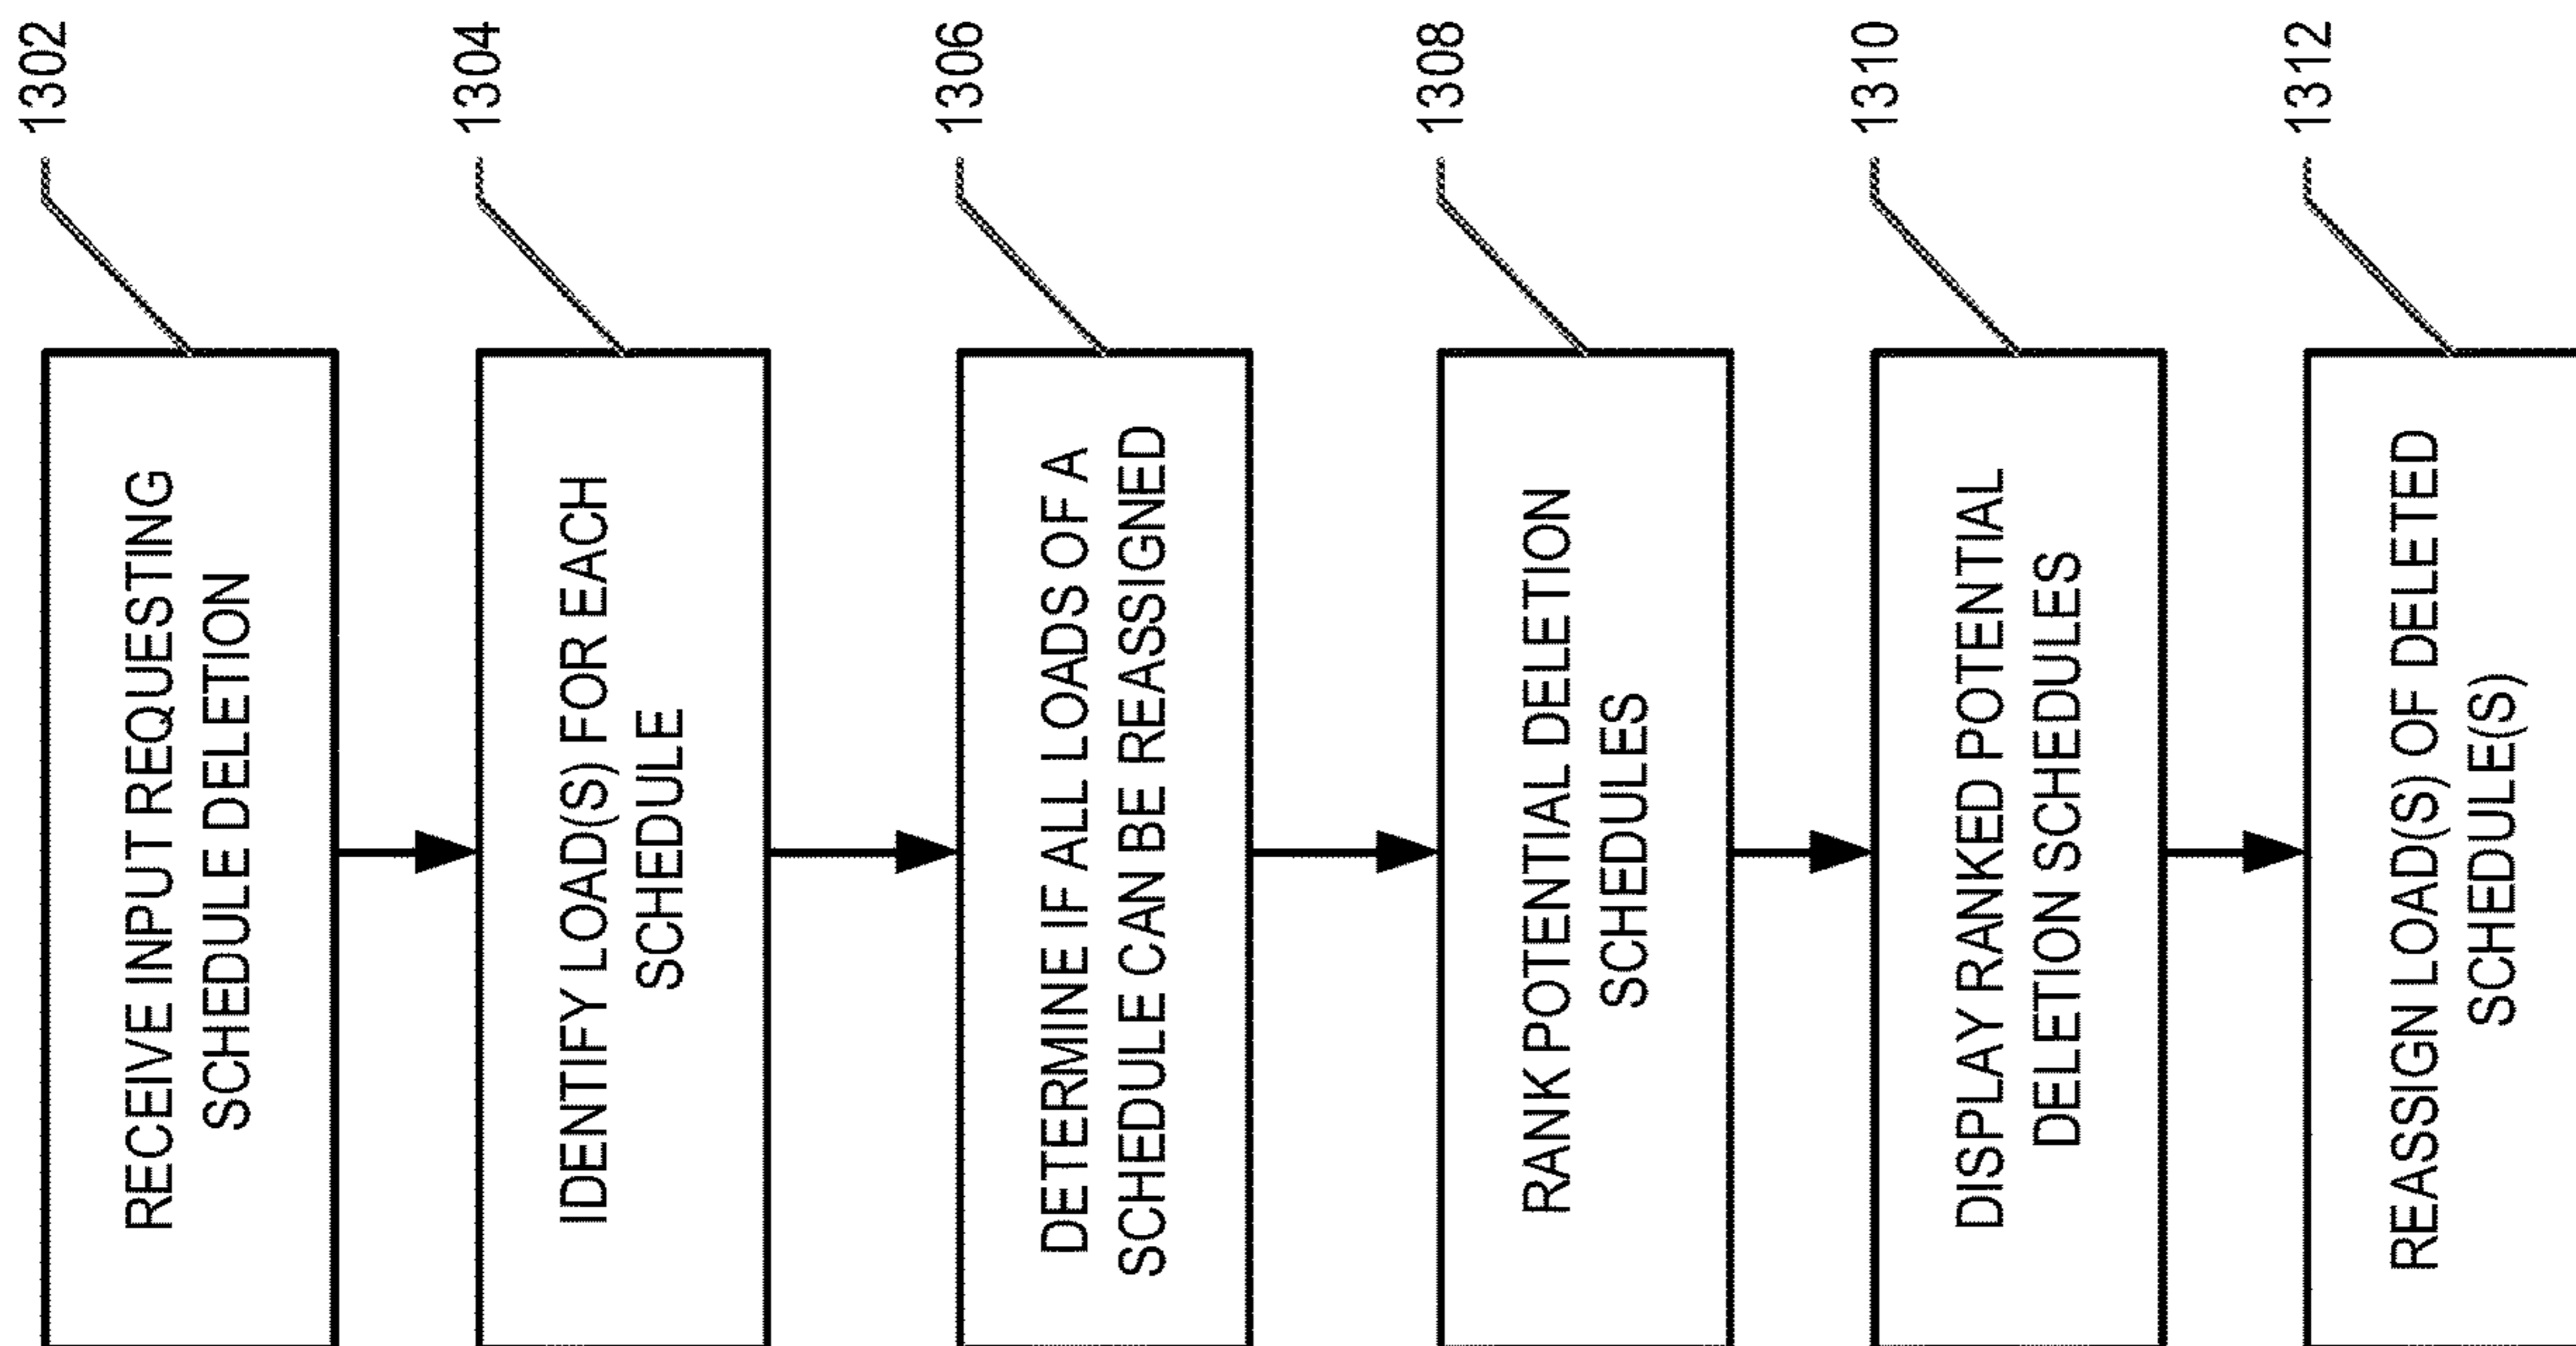 RECEIVE INPUT REQUESTING
SCHEDULE DELETION
1302
IDENTIFY LOAD(S) FOR EACH
SCHEDULE
1304
DETERMINE IF ALL LOADS OF A
SCHEDULE CAN BE REASSIGNED
1306
RANK POTENTIAL DELETION
SCHEDULES
1308
DISPLAY RANKED POTENTIAL
DELETION SCHEDULES
1310
REASSIGN LOAD(S) OF DELETED
SCHEDULE(S)
1312